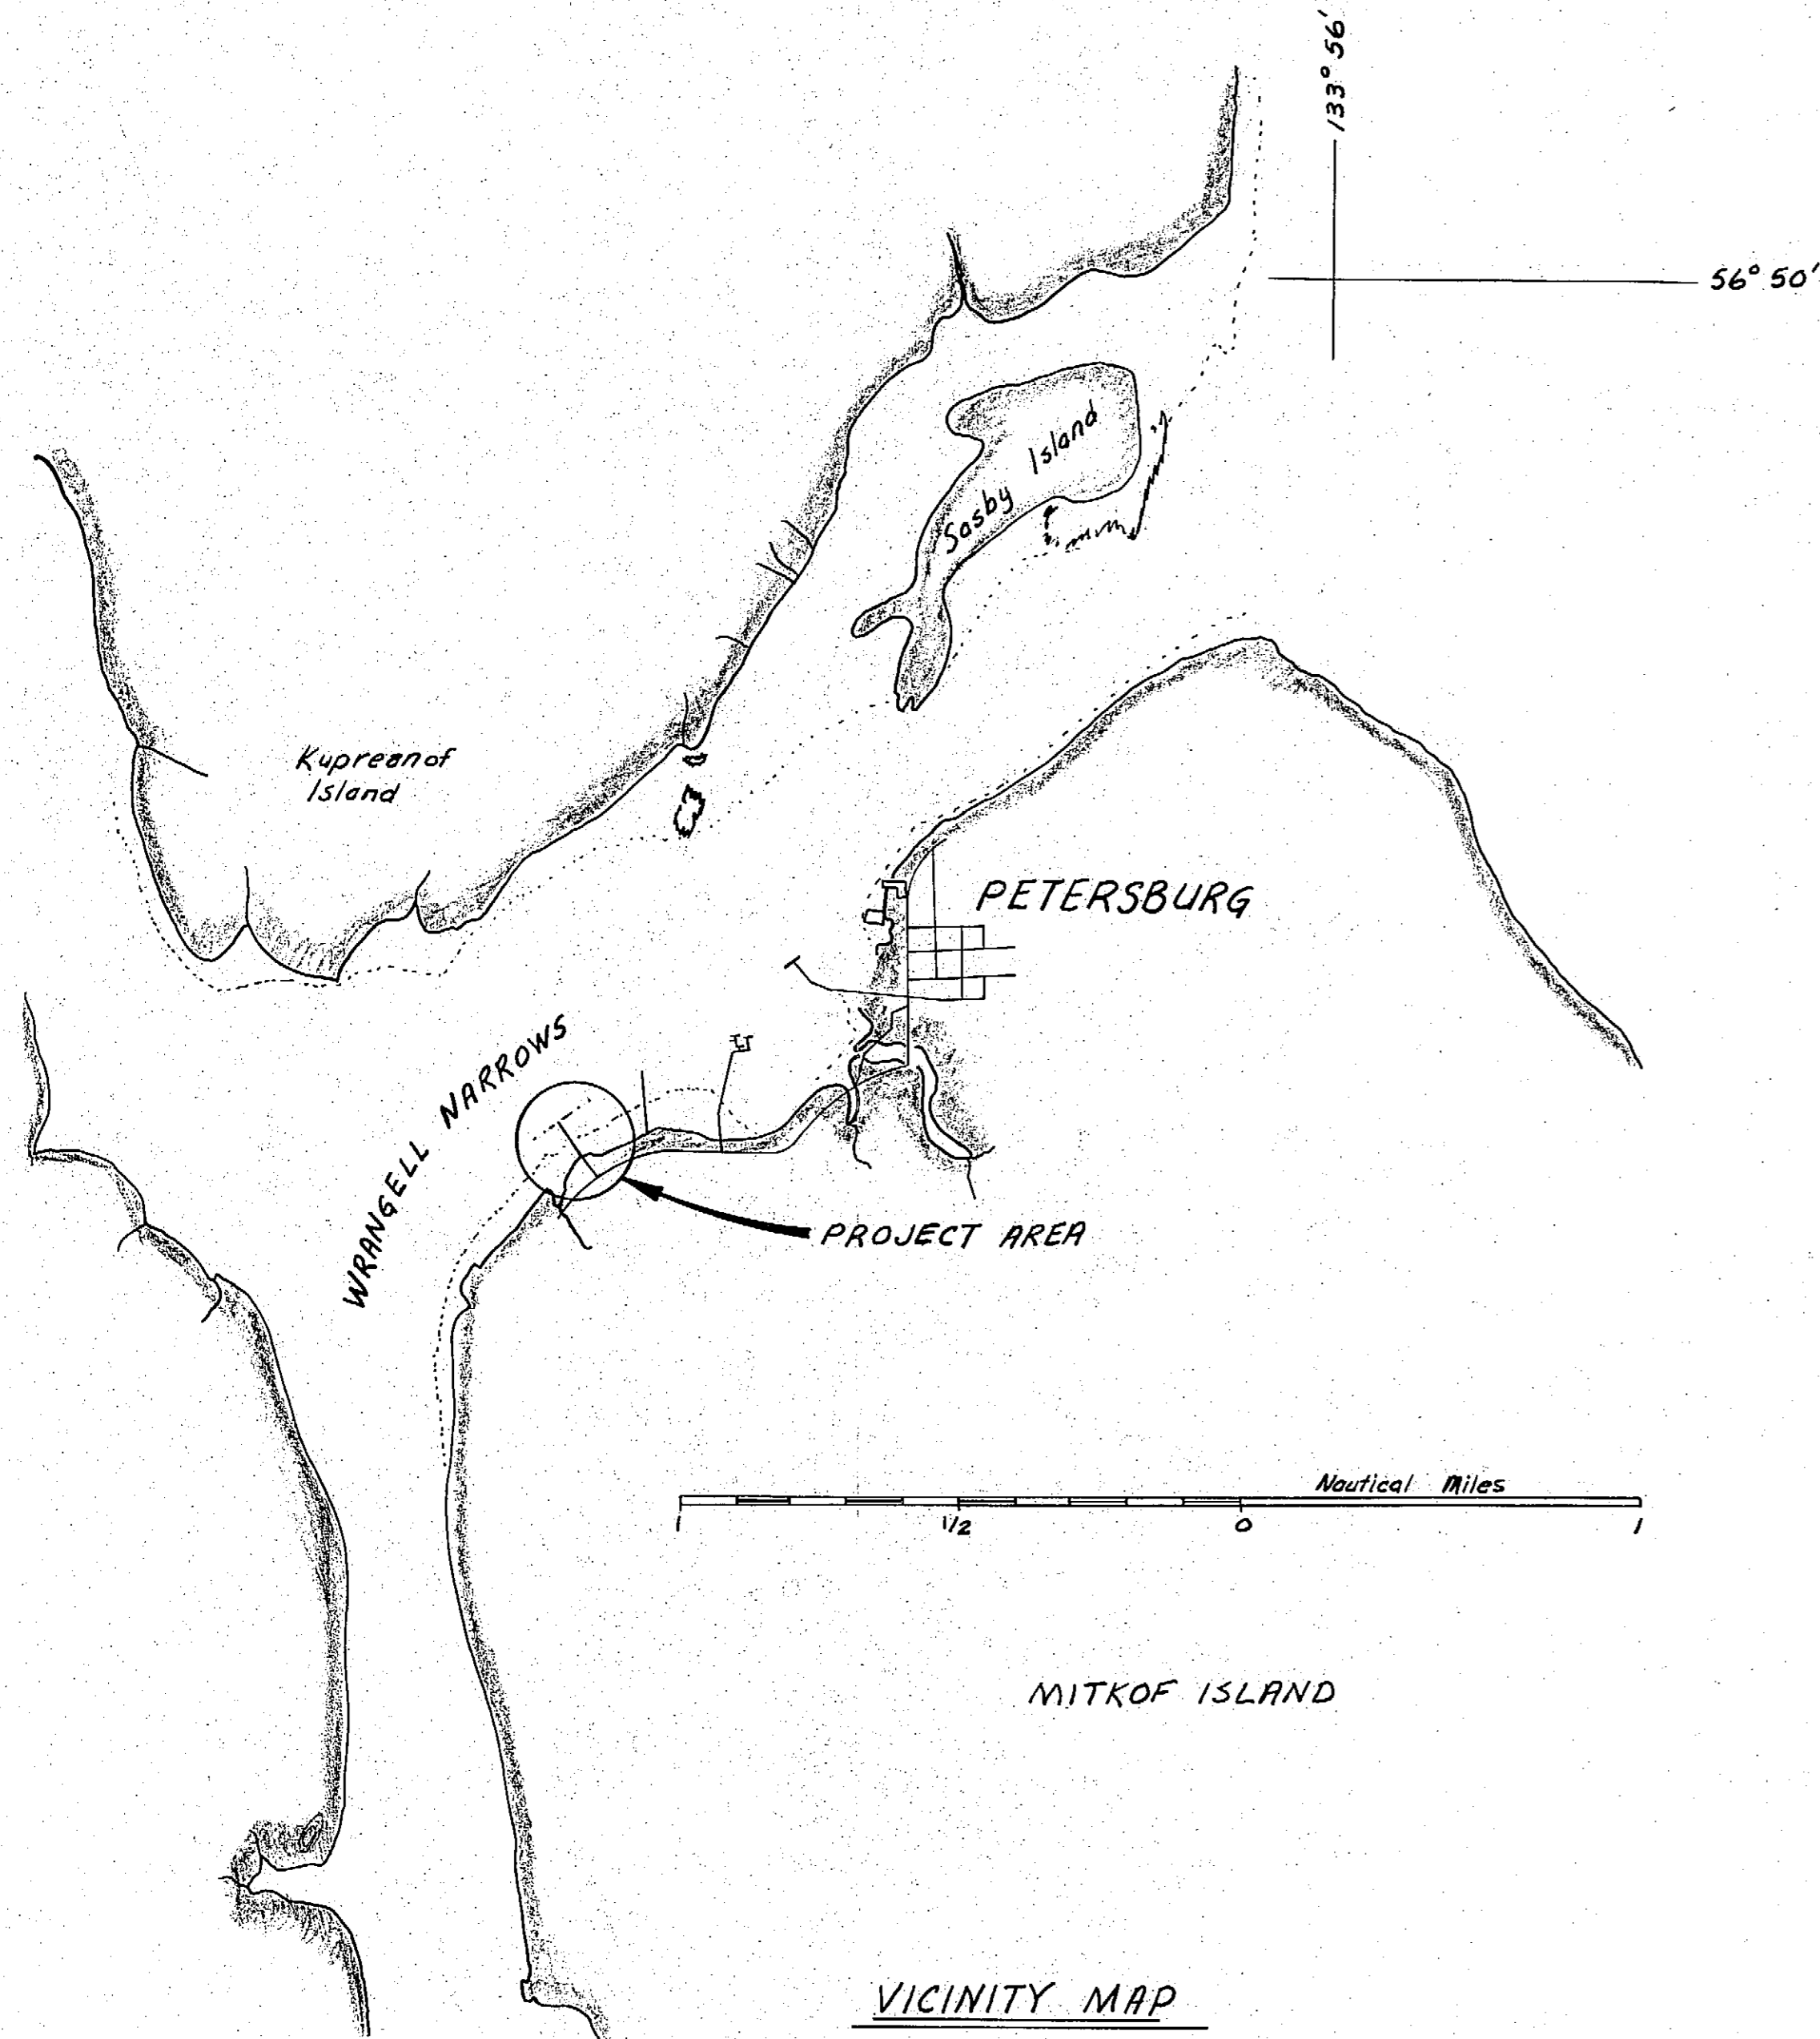 133° 56'
56° 50'
Sasby Island
Kupreanof
Island
PETERSBURG
WRANGELL NARROWS
PROJECT AREA
Nautical Miles
1 1/2 0 1
MITKOF ISLAND
VICINITY MAP